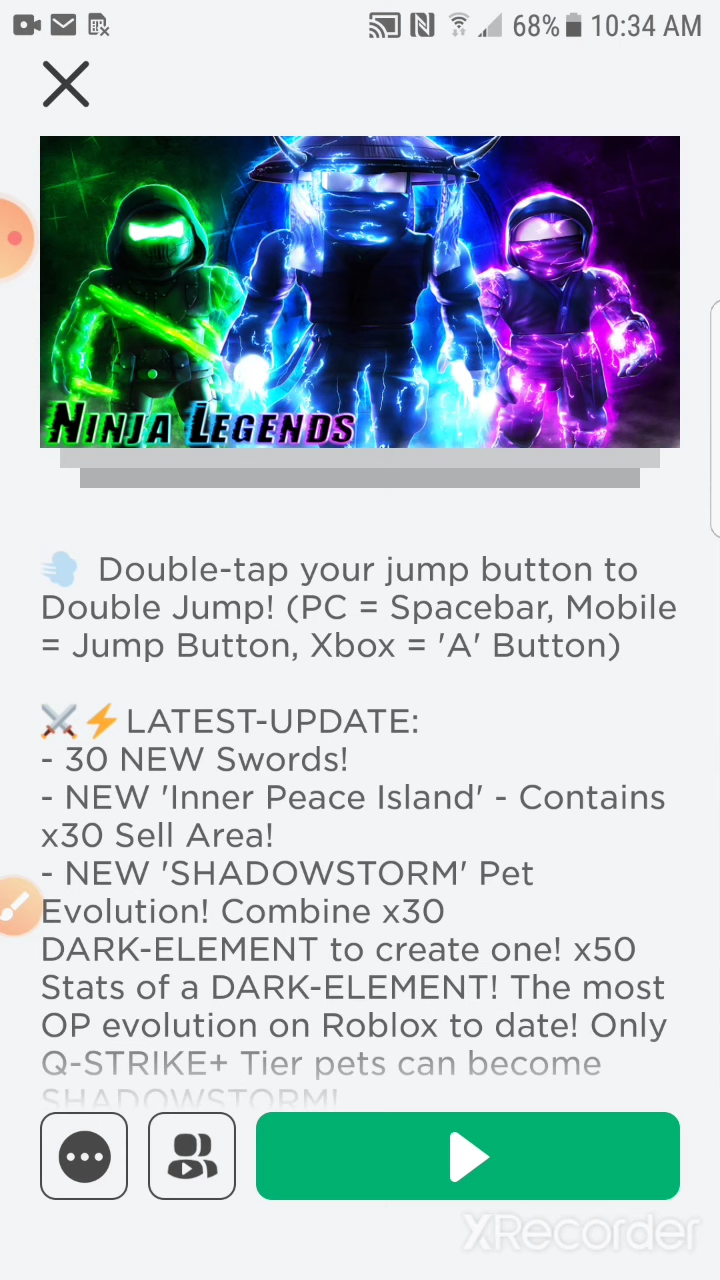 68% 10:34 AM
NINJA LEGENDS
💨 Double-tap your jump button to
Double Jump! (PC = Spacebar, Mobile
= Jump Button, Xbox = 'A' Button)
⚔️⚡LATEST-UPDATE:
- 30 NEW Swords!
- NEW 'Inner Peace Island' - Contains
x30 Sell Area!
- NEW 'SHADOWSTORM' Pet
Evolution! Combine x30
DARK-ELEMENT to create one! x50
Stats of a DARK-ELEMENT! The most
OP evolution on Roblox to date! Only
Q-STRIKE+ Tier pets can become
SHADOWSTORM!
XRecorder